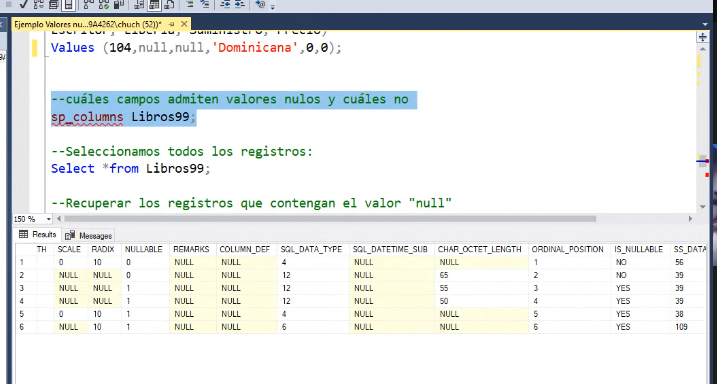 Ejemplo Valores nu...9A4262\chuch (52))*
Escritor, Libería, Suministro, Precio)
Values (104,null,null,'Dominicana',0,0);
--cuáles campos admiten valores nulos y cuáles no
sp_columns Libros99;
--Seleccionamos todos los registros:
Select *from Libros99;
--Recuperar los registros que contengan el valor "null"
150 %
Results Messages
TH SCALE RADIX NULLABLE REMARKS COLUMN_DEF SQL_DATA_TYPE SQL_DATETIME_SUB CHAR_OCTET_LENGTH ORDINAL_POSITION IS_NULLABLE SS_DATA
1 0 10 0 NULL NULL 4 NULL NULL 1 NO 56
2 NULL NULL 0 NULL NULL 12 NULL 65 2 NO 39
3 NULL NULL 1 NULL NULL 12 NULL 55 3 YES 39
4 NULL NULL 1 NULL NULL 12 NULL 50 4 YES 39
5 0 10 1 NULL NULL 4 NULL NULL 5 YES 38
6 NULL 10 1 NULL NULL 6 NULL NULL 6 YES 109